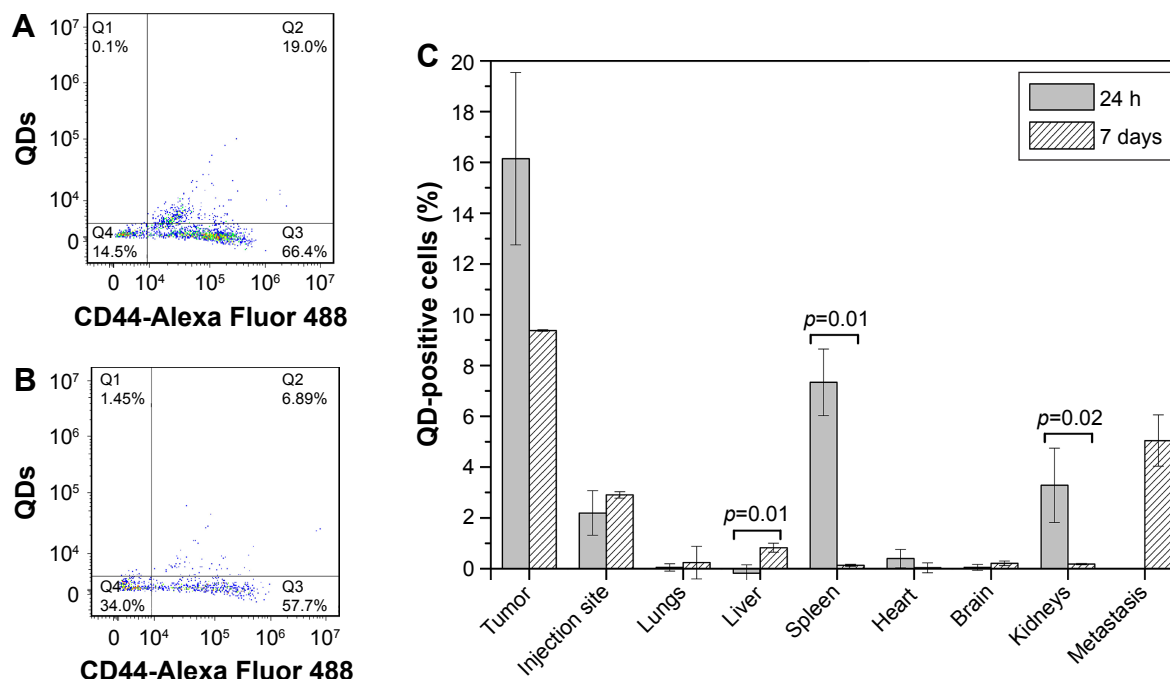 A
Q1
0.1%
Q2
19.0%
10⁷
10⁶
10⁵
10⁴
0
QDs
Q4
14.5%
Q3
66.4%
0 10⁴ 10⁵ 10⁶ 10⁷
CD44-Alexa Fluor 488
B
Q1
1.45%
Q2
6.89%
10⁷
10⁶
10⁵
10⁴
0
QDs
Q4
34.0%
Q3
57.7%
0 10⁴ 10⁵ 10⁶ 10⁷
CD44-Alexa Fluor 488
C
20
18
16
14
12
10
8
6
4
2
0
QD-positive cells (%)
24 h
7 days
p=0.01
p=0.01
p=0.02
Tumor
Injection site
Lungs
Liver
Spleen
Heart
Brain
Kidneys
Metastasis